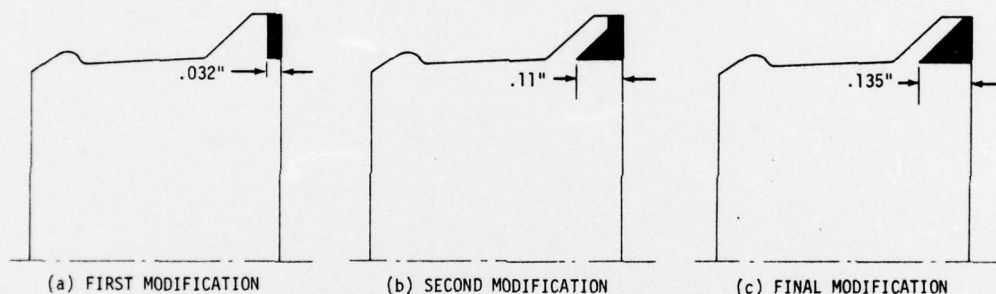 .032"
.11"
.135"
(a) FIRST MODIFICATION
(b) SECOND MODIFICATION
(c) FINAL MODIFICATION